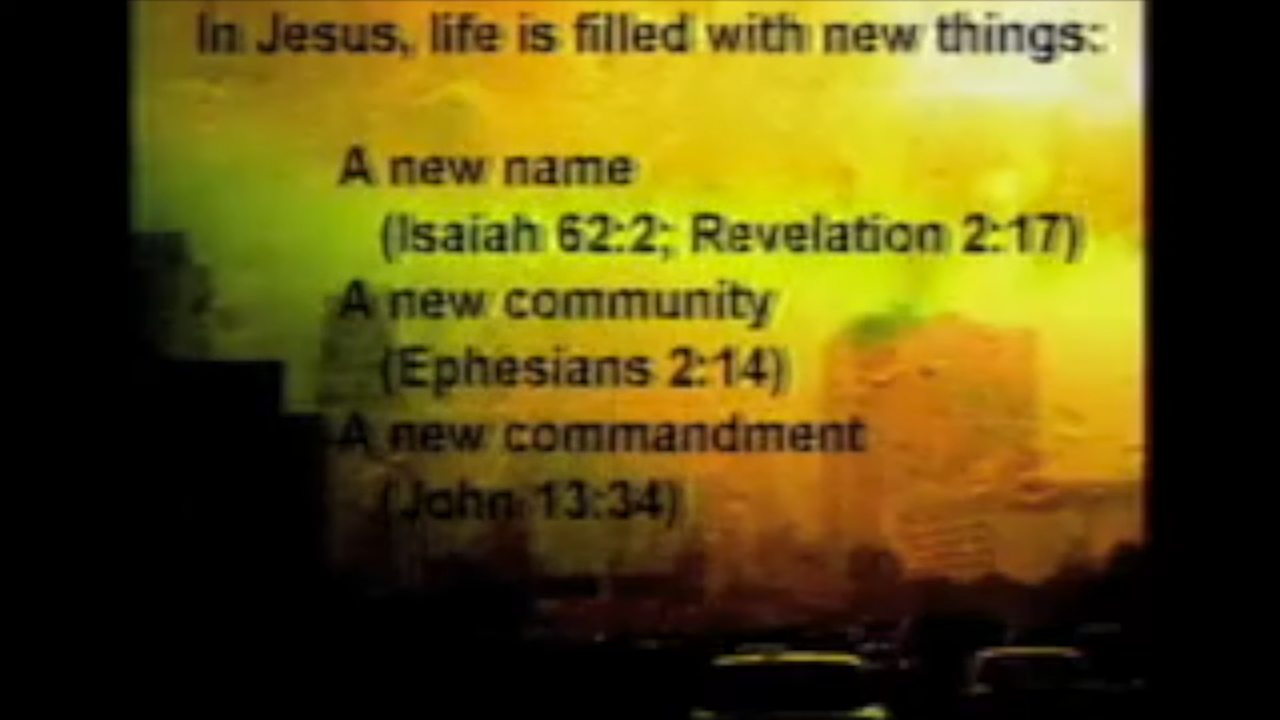 In Jesus, life is filled with new things:
A new name
(Isaiah 62:2; Revelation 2:17)
A new community
(Ephesians 2:14)
A new commandment
(John 13:34)